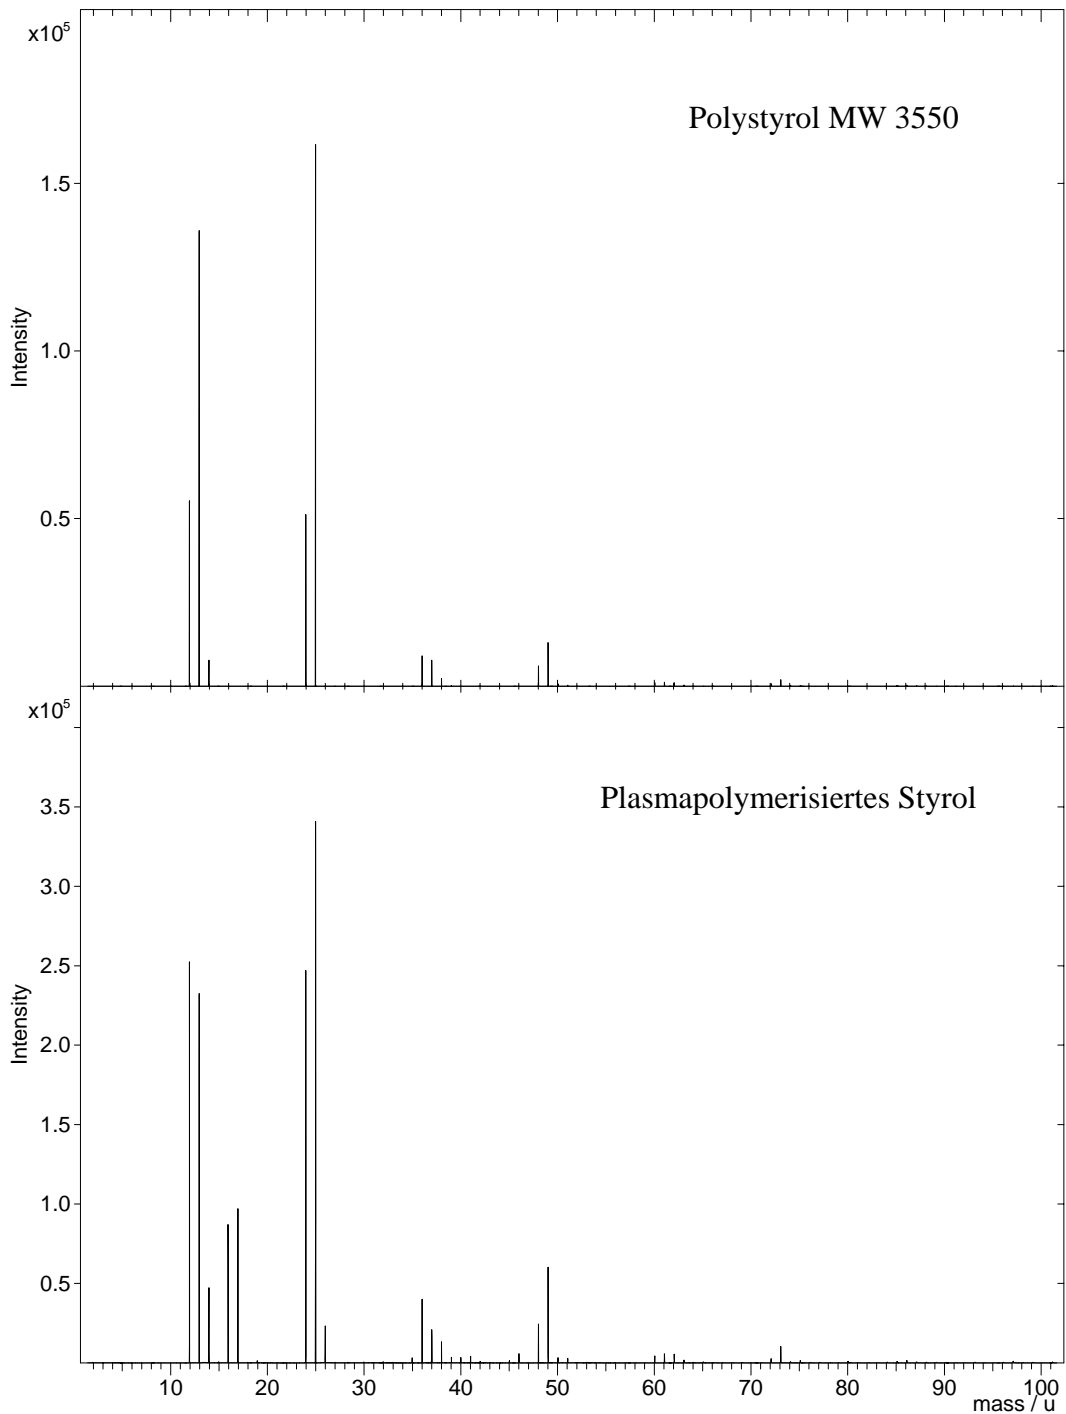 x10⁵
Polystyrol MW 3550
1.5
1.0
0.5
Intensity
x10⁵
Plasmapolymerisiertes Styrol
3.5
3.0
2.5
2.0
1.5
1.0
0.5
Intensity
10 20 30 40 50 60 70 80 90 100
mass / u